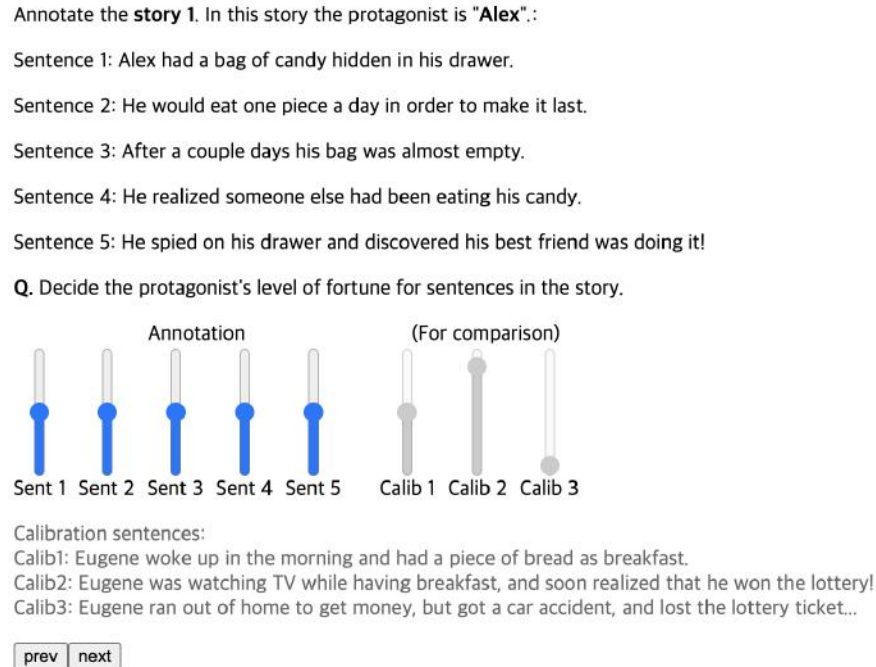 Annotate the story 1. In this story the protagonist is "Alex".:
Sentence 1: Alex had a bag of candy hidden in his drawer.
Sentence 2: He would eat one piece a day in order to make it last.
Sentence 3: After a couple days his bag was almost empty.
Sentence 4: He realized someone else had been eating his candy.
Sentence 5: He spied on his drawer and discovered his best friend was doing it!
Q. Decide the protagonist's level of fortune for sentences in the story.
Annotation (For comparison)
Sent 1 Sent 2 Sent 3 Sent 4 Sent 5 Calib 1 Calib 2 Calib 3
Calibration sentences:
Calib1: Eugene woke up in the morning and had a piece of bread as breakfast.
Calib2: Eugene was watching TV while having breakfast, and soon realized that he won the lottery!
Calib3: Eugene ran out of home to get money, but got a car accident, and lost the lottery ticket...
prev next